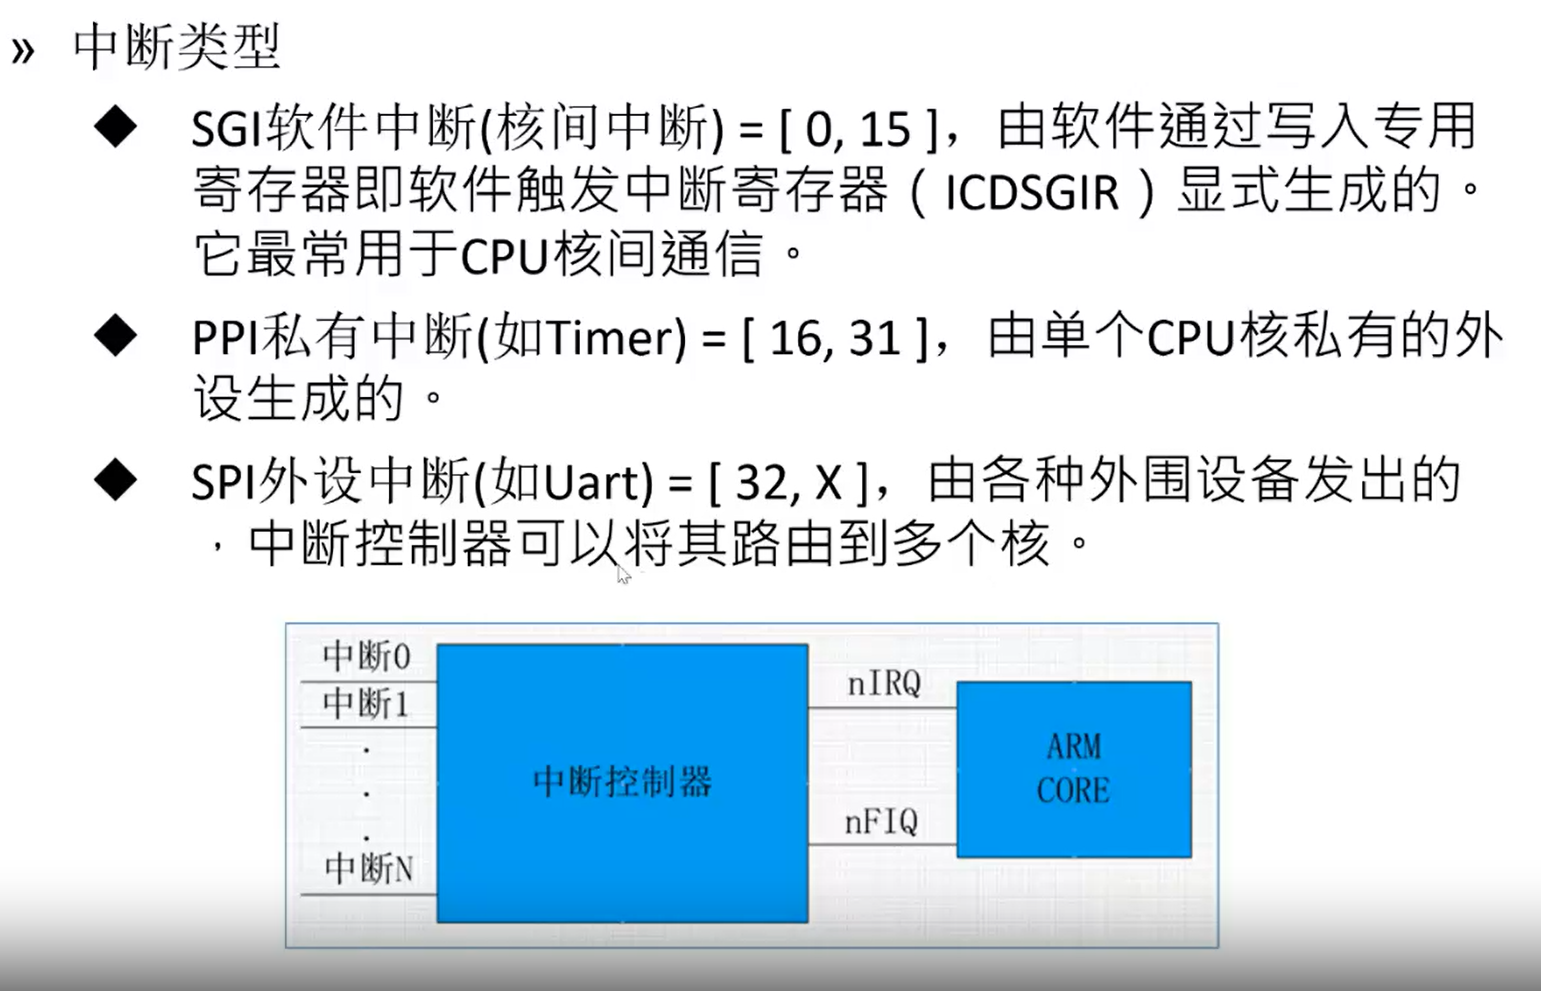 » 中断类型
◆ SGI软件中断(核间中断) = [ 0, 15 ]，由软件通过写入专用
寄存器即软件触发中断寄存器（ICDSGIR）显式生成的。
它最常用于CPU核间通信。
◆ PPI私有中断(如Timer) = [ 16, 31 ]，由单个CPU核私有的外
设生成的。
◆ SPI外设中断(如Uart) = [ 32, X ]，由各种外围设备发出的
，中断控制器可以将其路由到多个核。
中断0
中断1
.
.
.
中断N
中断控制器
nIRQ
nFIQ
ARM
CORE